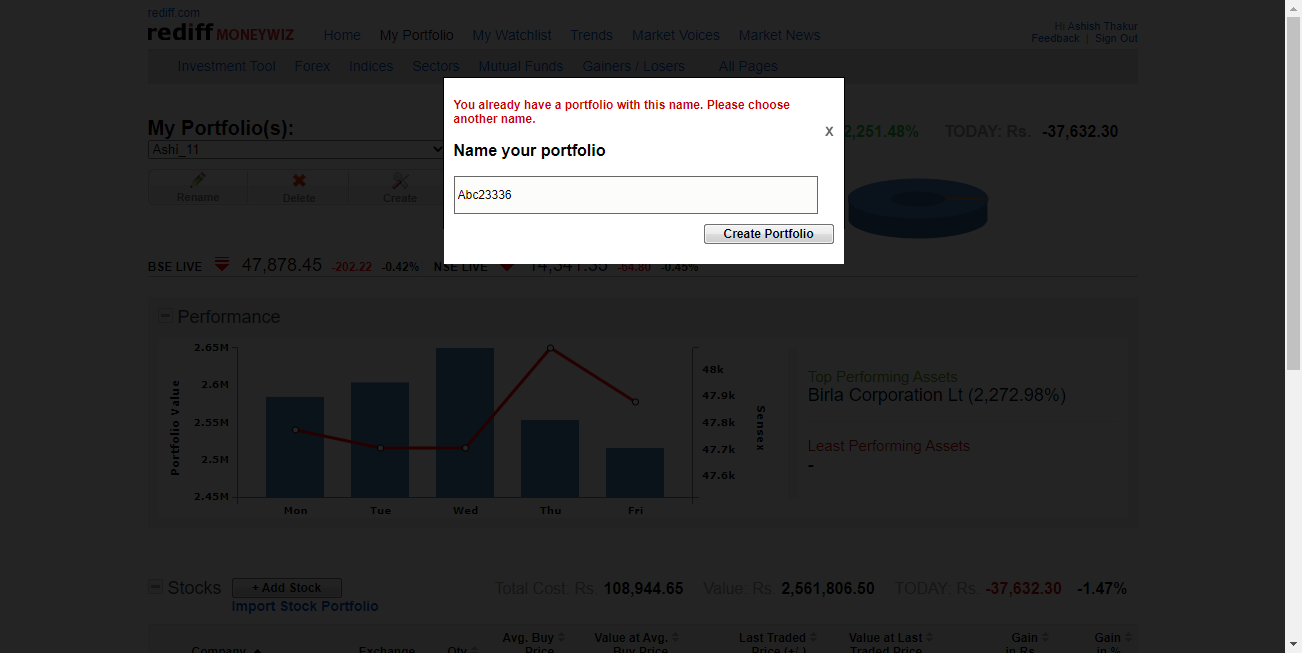 rediff.com
rediff MONEYWIZ
Home My Portfolio My Watchlist Trends Market Voices Market News
Hi Ashish Thakur
Feedback | Sign Out
Investment Tool Forex Indices Sectors Mutual Funds Gainers / Losers All Pages
You already have a portfolio with this name. Please choose
another name.
X
Name your portfolio
Abc23336
Create Portfolio
My Portfolio(s):
Ashi_11
Rename Delete Create
2,251.48% TODAY: Rs. -37,632.30
BSE LIVE 47,878.45 -202.22 -0.42% NSE LIVE 14,341.35 -64.80 -0.45%
Performance
Portfolio Value
2.65M
2.6M
2.55M
2.5M
2.45M
Mon Tue Wed Thu Fri
48k
47.9k
47.8k
47.7k
47.6k
Sensex
Top Performing Assets
Birla Corporation Lt (2,272.98%)
Least Performing Assets
-
Stocks + Add Stock
Import Stock Portfolio
Total Cost: Rs. 108,944.65 Value: Rs. 2,561,806.50 TODAY: Rs. -37,632.30 -1.47%
Company Exchange Qty Avg. Buy Price Value at Avg. Buy Price Last Traded Price (+/-) Value at Last Traded Price Gain in Rs. Gain in %